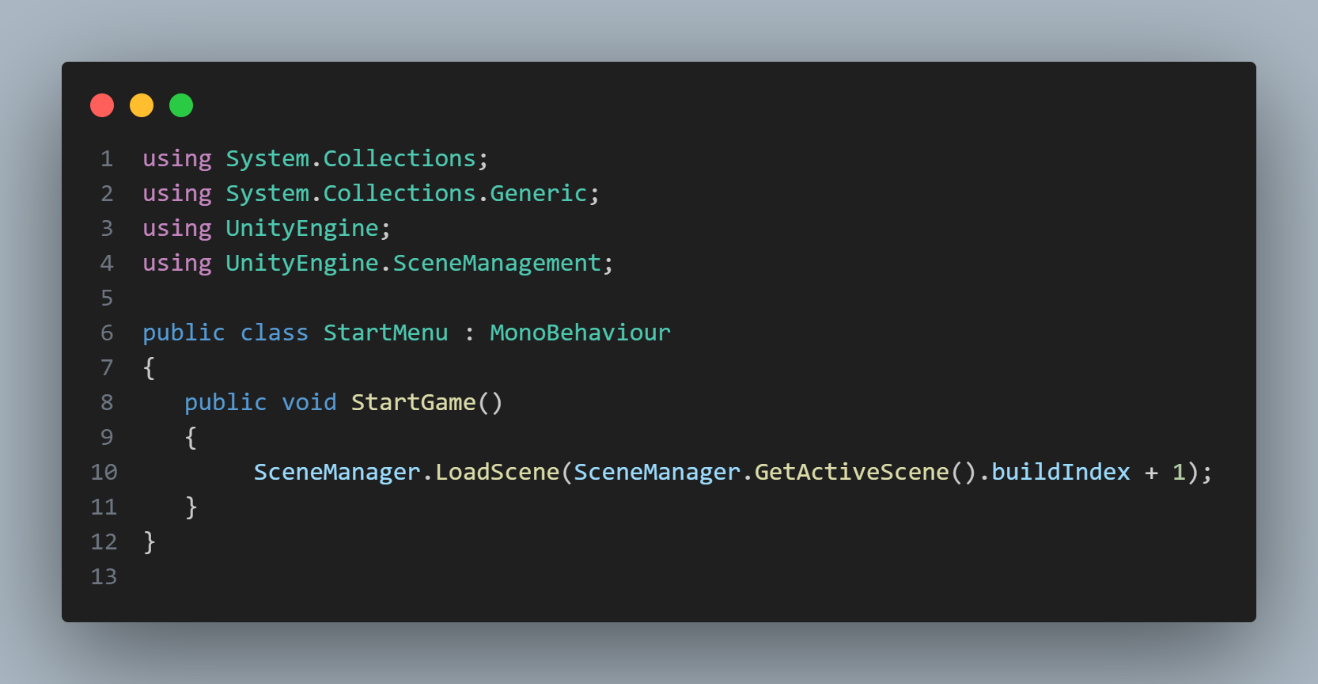 1 using System.Collections;
2 using System.Collections.Generic;
3 using UnityEngine;
4 using UnityEngine.SceneManagement;
5
6 public class StartMenu : MonoBehaviour
7 {
8    public void StartGame()
9    {
10         SceneManager.LoadScene(SceneManager.GetActiveScene().buildIndex + 1);
11    }
12 }
13